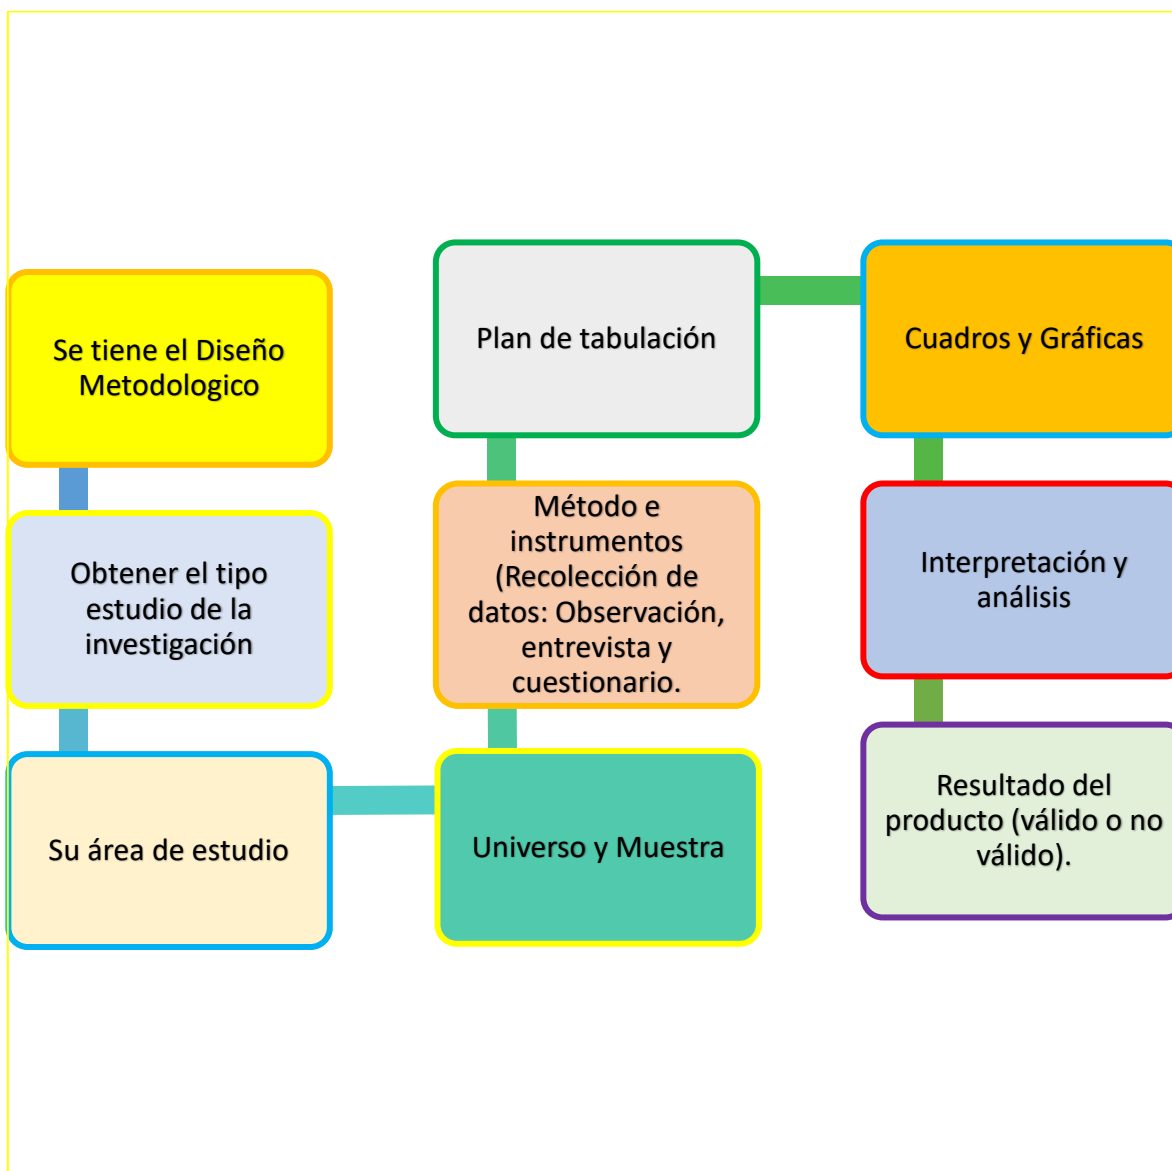 Se tiene el Diseño
Metodologico
Obtener el tipo
estudio de la
investigación
Su área de estudio
Universo y Muestra
Método e
instrumentos
(Recolección de
datos: Observación,
entrevista y
cuestionario.
Plan de tabulación
Cuadros y Gráficas
Interpretación y
análisis
Resultado del
producto (válido o no
válido).